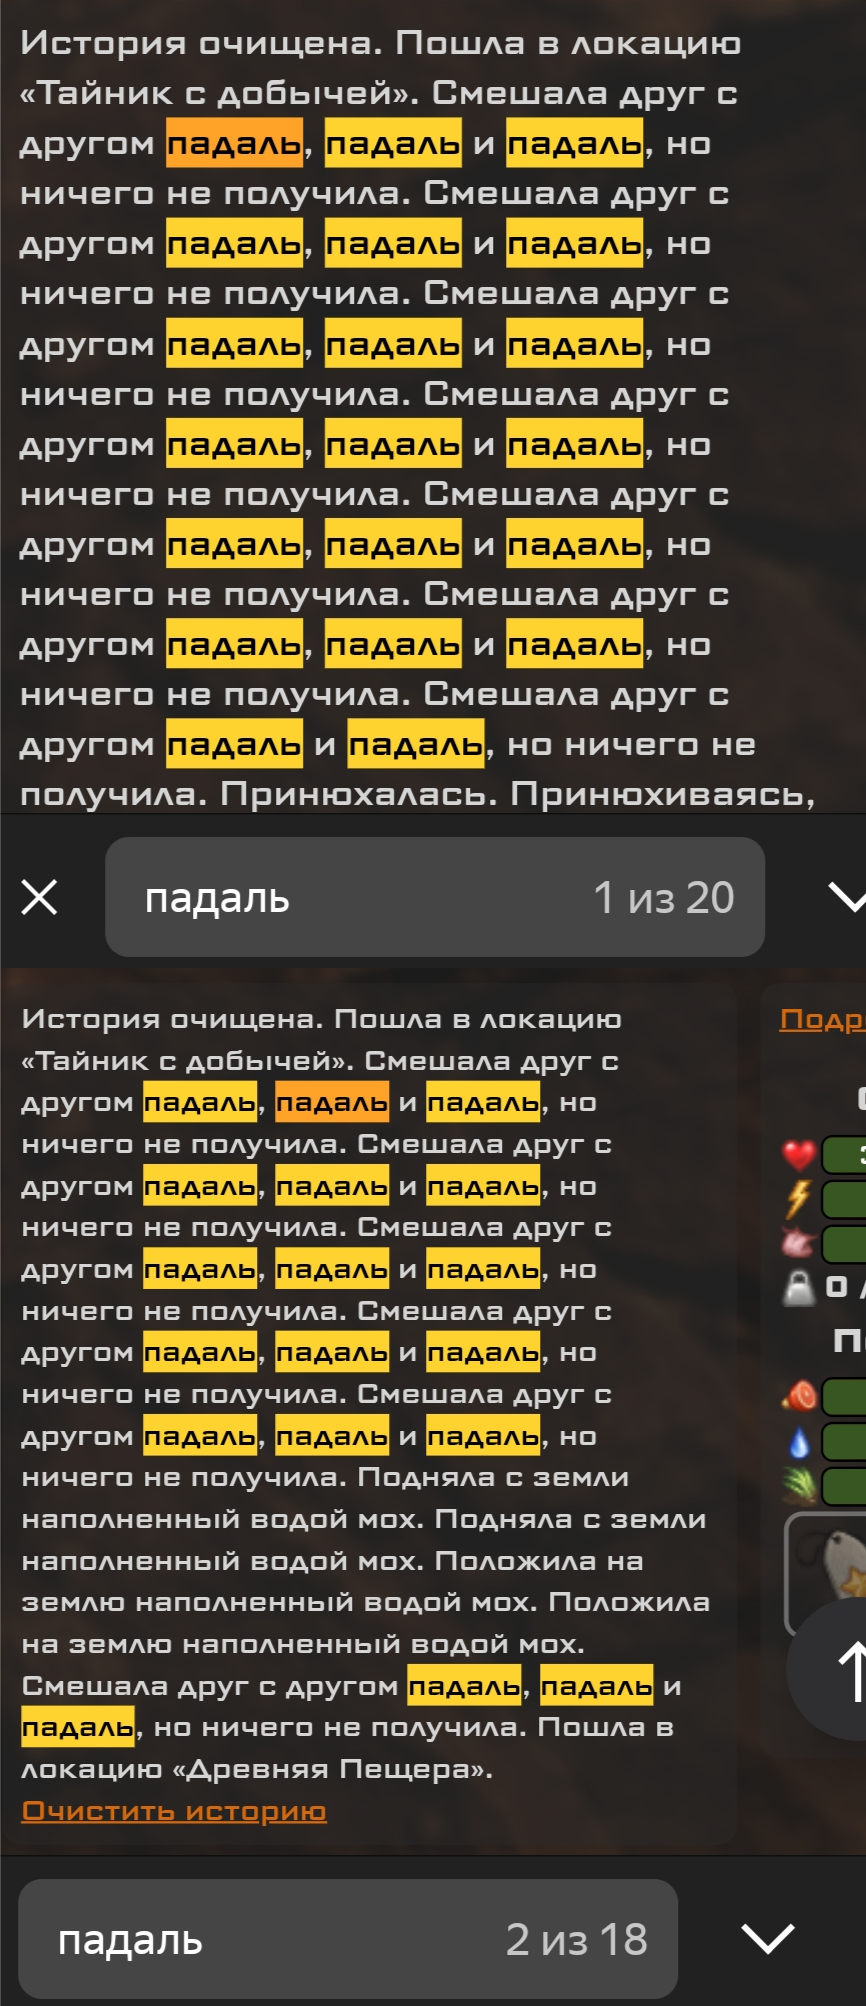 История очищена. Пошла в локацию
«Тайник с добычей». Смешала друг с
другом падаль, падаль и падаль, но
ничего не получила. Смешала друг с
другом падаль, падаль и падаль, но
ничего не получила. Смешала друг с
другом падаль, падаль и падаль, но
ничего не получила. Смешала друг с
другом падаль, падаль и падаль, но
ничего не получила. Смешала друг с
другом падаль, падаль и падаль, но
ничего не получила. Смешала друг с
другом падаль, падаль и падаль, но
ничего не получила. Смешала друг с
другом падаль и падаль, но ничего не
получила. Принюхалась. Принюхиваясь,
падаль 1 из 20
История очищена. Пошла в локацию
«Тайник с добычей». Смешала друг с
другом падаль, падаль и падаль, но
ничего не получила. Смешала друг с
другом падаль, падаль и падаль, но
ничего не получила. Смешала друг с
другом падаль, падаль и падаль, но
ничего не получила. Смешала друг с
другом падаль, падаль и падаль, но
ничего не получила. Смешала друг с
другом падаль, падаль и падаль, но
ничего не получила. Подняла с земли
наполненный водой мох. Подняла с земли
наполненный водой мох. Положила на
землю наполненный водой мох. Положила
на землю наполненный водой мох.
Смешала друг с другом падаль, падаль и
падаль, но ничего не получила. Пошла в
локацию «Древняя Пещера».
Очистить историю
Подр
0
падаль 2 из 18